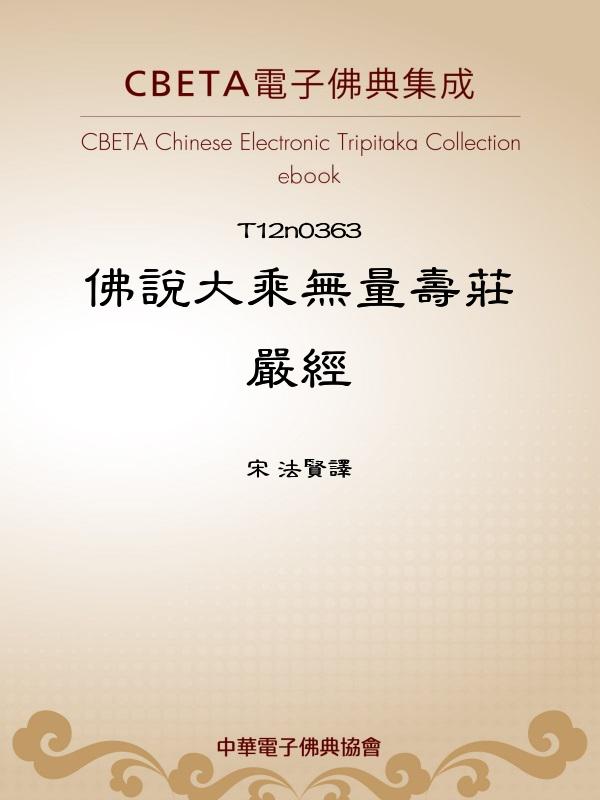 CBETA電子佛典集成
CBETA Chinese Electronic Tripitaka Collection
ebook
T12n0363
佛說大乘無量壽莊
嚴經
宋 法賢譯
中華電子佛典協會